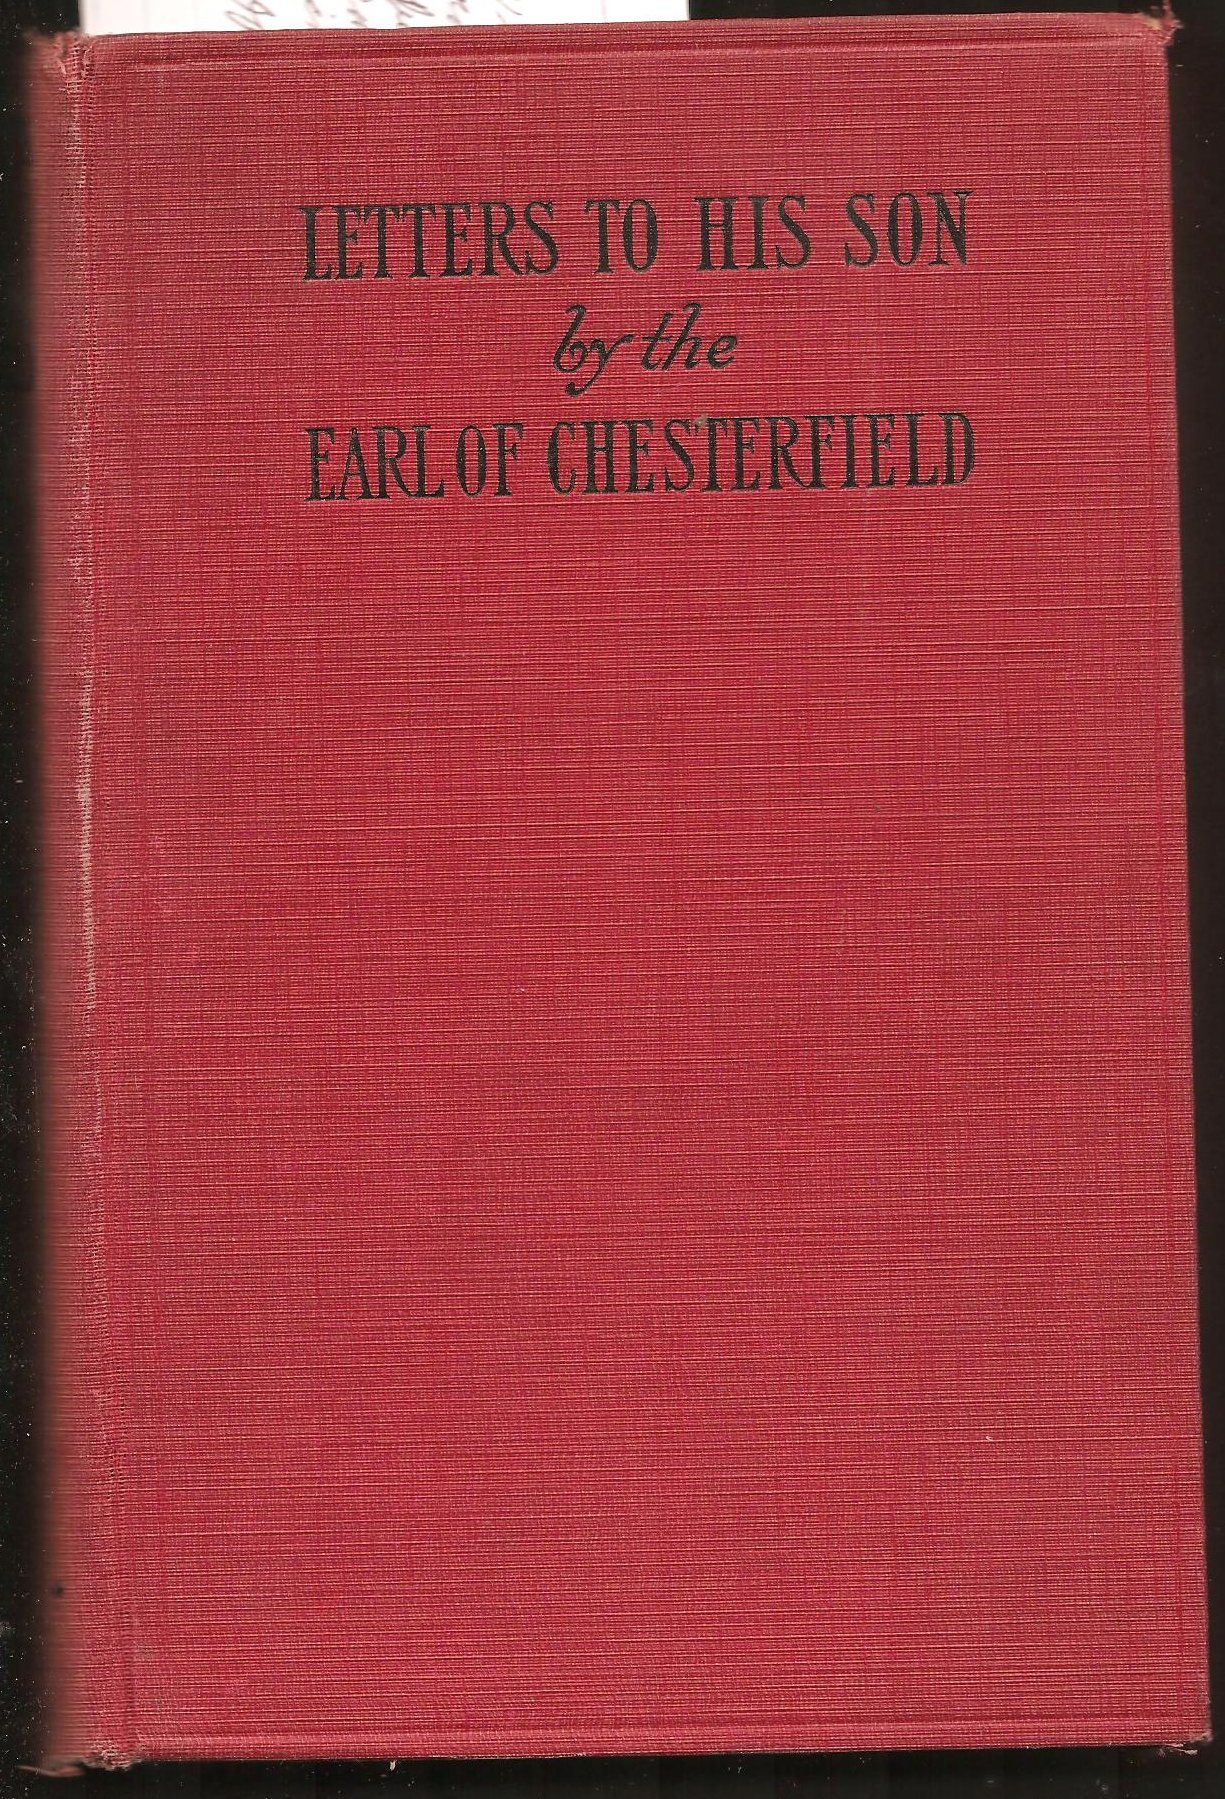 LETTERS TO HIS SON
by the
EARL OF CHESTERFIELD